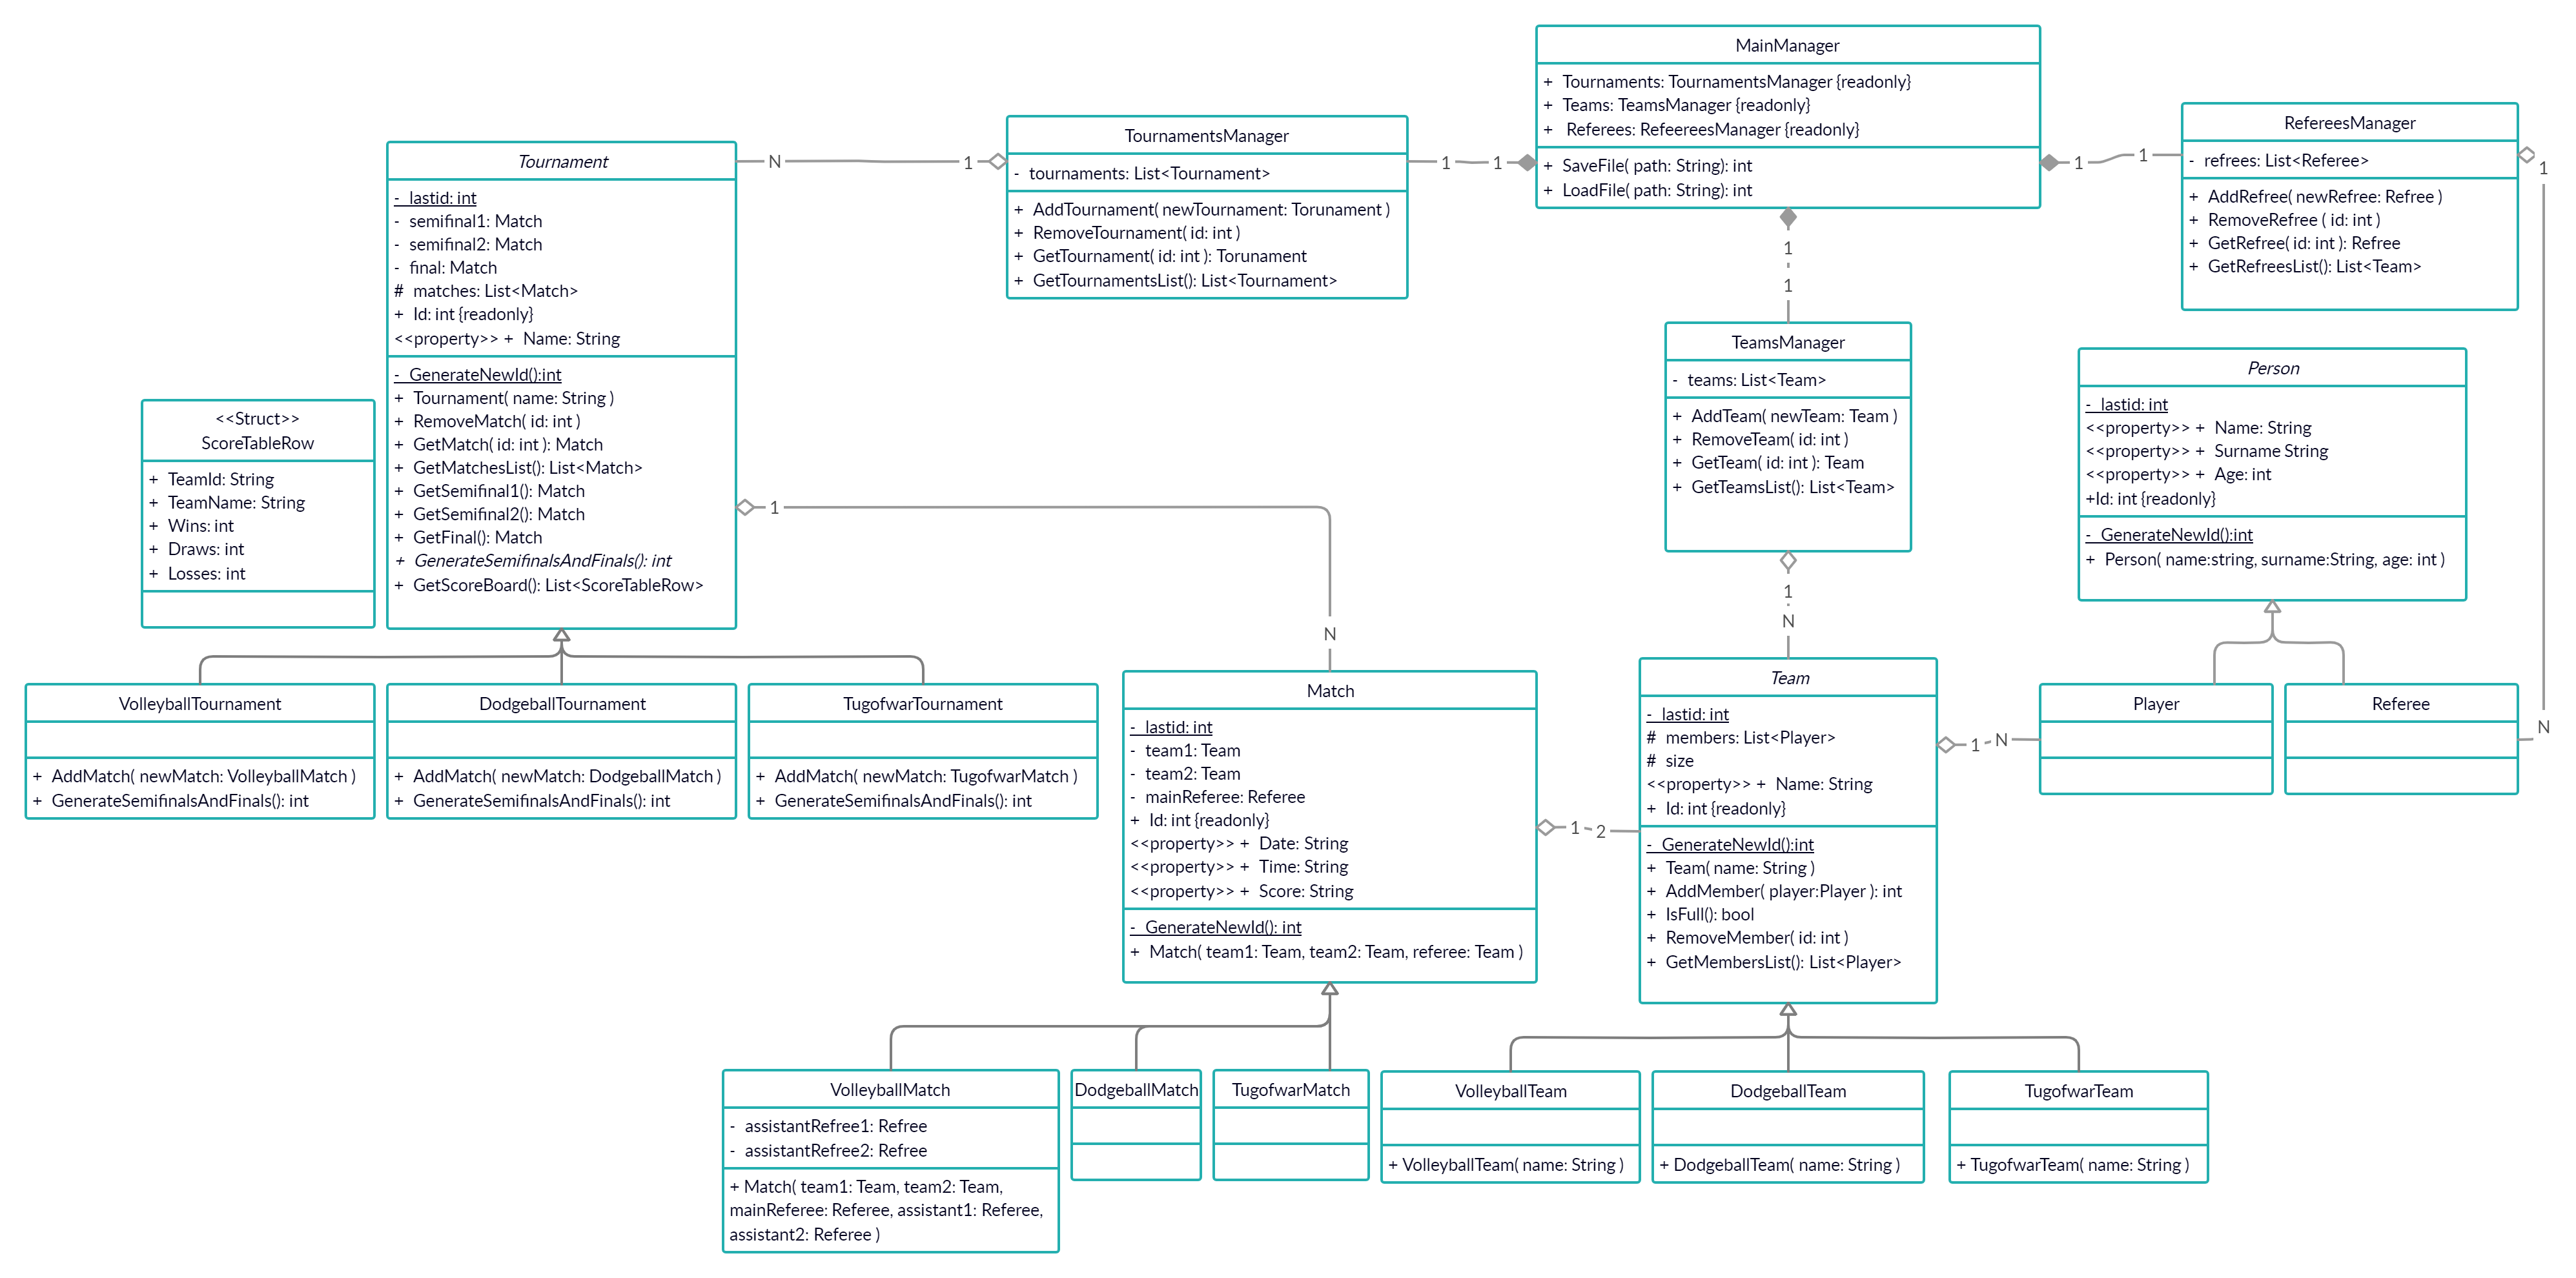 MainManager
+ Tournaments: TournamentsManager {readonly}
+ Teams: TeamsManager {readonly}
+ Referees: RefeereesManager {readonly}
+ SaveFile( path: String): int
+ LoadFile( path: String): int
TournamentsManager
- tournaments: List<Tournament>
+ AddTournament( newTournament: Torunament )
+ RemoveTournament( id: int )
+ GetTournament( id: int ): Torunament
+ GetTournamentsList(): List<Tournament>
RefereesManager
- refrees: List<Referee>
+ AddRefree( newRefree: Refree )
+ RemoveRefree ( id: int )
+ GetRefree( id: int ): Refree
+ GetRefreesList(): List<Team>
N
1
1
1
1
1
1
1
1
Tournament
- lastid: int
- semifinal1: Match
- semifinal2: Match
- final: Match
# matches: List<Match>
+ Id: int {readonly}
<<property>> + Name: String
- GenerateNewId():int
+ Tournament( name: String )
+ RemoveMatch( id: int )
+ GetMatch( id: int ): Match
+ GetMatchesList(): List<Match>
+ GetSemifinal1(): Match
+ GetSemifinal2(): Match
+ GetFinal(): Match
+ GenerateSemifinalsAndFinals(): int
+ GetScoreBoard(): List<ScoreTableRow>
<<Struct>>
ScoreTableRow
+ TeamId: String
+ TeamName: String
+ Wins: int
+ Draws: int
+ Losses: int
TeamsManager
- teams: List<Team>
+ AddTeam( newTeam: Team )
+ RemoveTeam( id: int )
+ GetTeam( id: int ): Team
+ GetTeamsList(): List<Team>
Person
- lastid: int
<<property>> + Name: String
<<property>> + Surname String
<<property>> + Age: int
+Id: int {readonly}
- GenerateNewId():int
+ Person( name:string, surname:String, age: int )
1
N
1
N
VolleyballTournament
+ AddMatch( newMatch: VolleyballMatch )
+ GenerateSemifinalsAndFinals(): int
DodgeballTournament
+ AddMatch( newMatch: DodgeballMatch )
+ GenerateSemifinalsAndFinals(): int
TugofwarTournament
+ AddMatch( newMatch: TugofwarMatch )
+ GenerateSemifinalsAndFinals(): int
Match
- lastid: int
- team1: Team
- team2: Team
- mainReferee: Referee
+ Id: int {readonly}
<<property>> + Date: String
<<property>> + Time: String
<<property>> + Score: String
- GenerateNewId(): int
+ Match( team1: Team, team2: Team, referee: Team )
1
2
Team
- lastid: int
# members: List<Player>
# size
<<property>> + Name: String
+ Id: int {readonly}
- GenerateNewId():int
+ Team( name: String )
+ AddMember( player:Player ): int
+ IsFull(): bool
+ RemoveMember( id: int )
+ GetMembersList(): List<Player>
1
N
Player
Referee
N
VolleyballMatch
- assistantRefree1: Refree
- assistantRefree2: Refree
+ Match( team1: Team, team2: Team,
mainReferee: Referee, assistant1: Referee,
assistant2: Referee )
DodgeballMatch
TugofwarMatch
VolleyballTeam
+ VolleyballTeam( name: String )
DodgeballTeam
+ DodgeballTeam( name: String )
TugofwarTeam
+ TugofwarTeam( name: String )